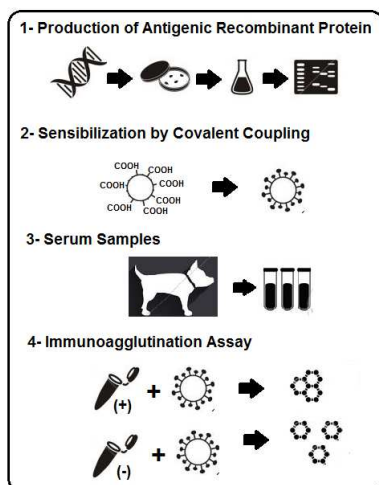 1- Production of Antigenic Recombinant Protein
2- Sensibilization by Covalent Coupling
COOH
COOH
COOH
COOH
COOH
COOH
COOH
3- Serum Samples
4- Immunoagglutination Assay
(+) +
(-) +